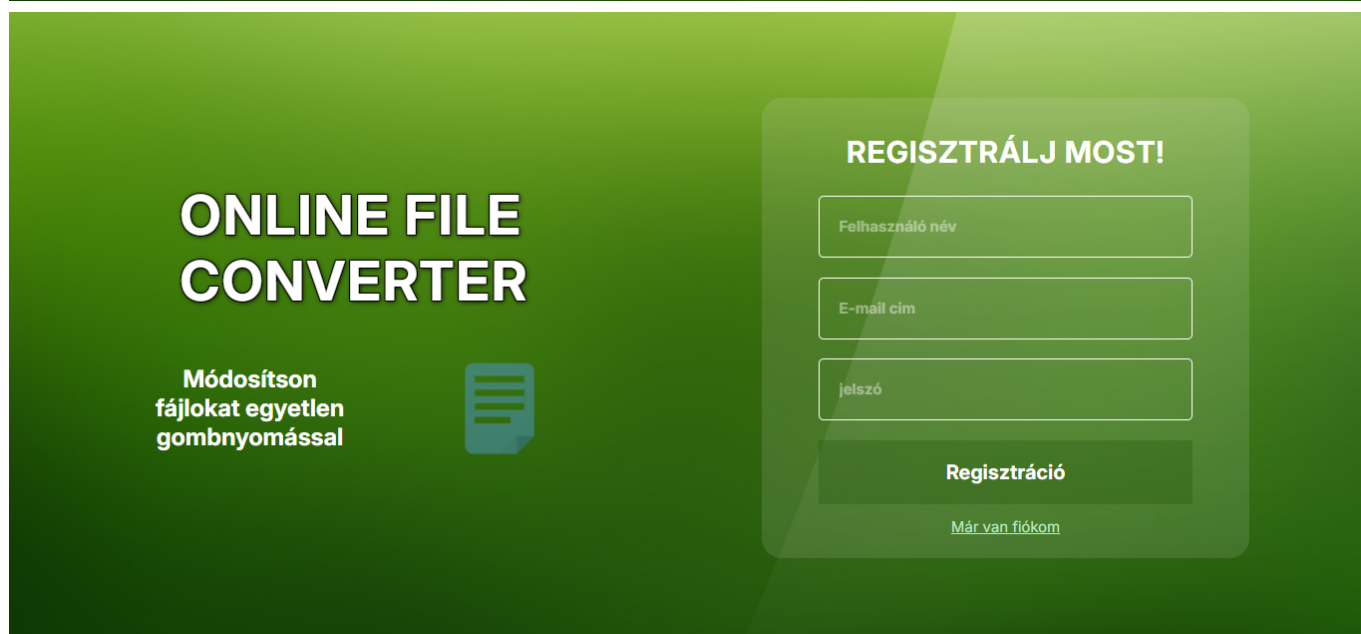 ONLINE FILE
CONVERTER
Módosítson
fájlokat egyetlen
gombnyomással
REGISZTRÁLJ MOST!
Felhasználó név
E-mail cim
jelszó
Regisztráció
Már van fiókom